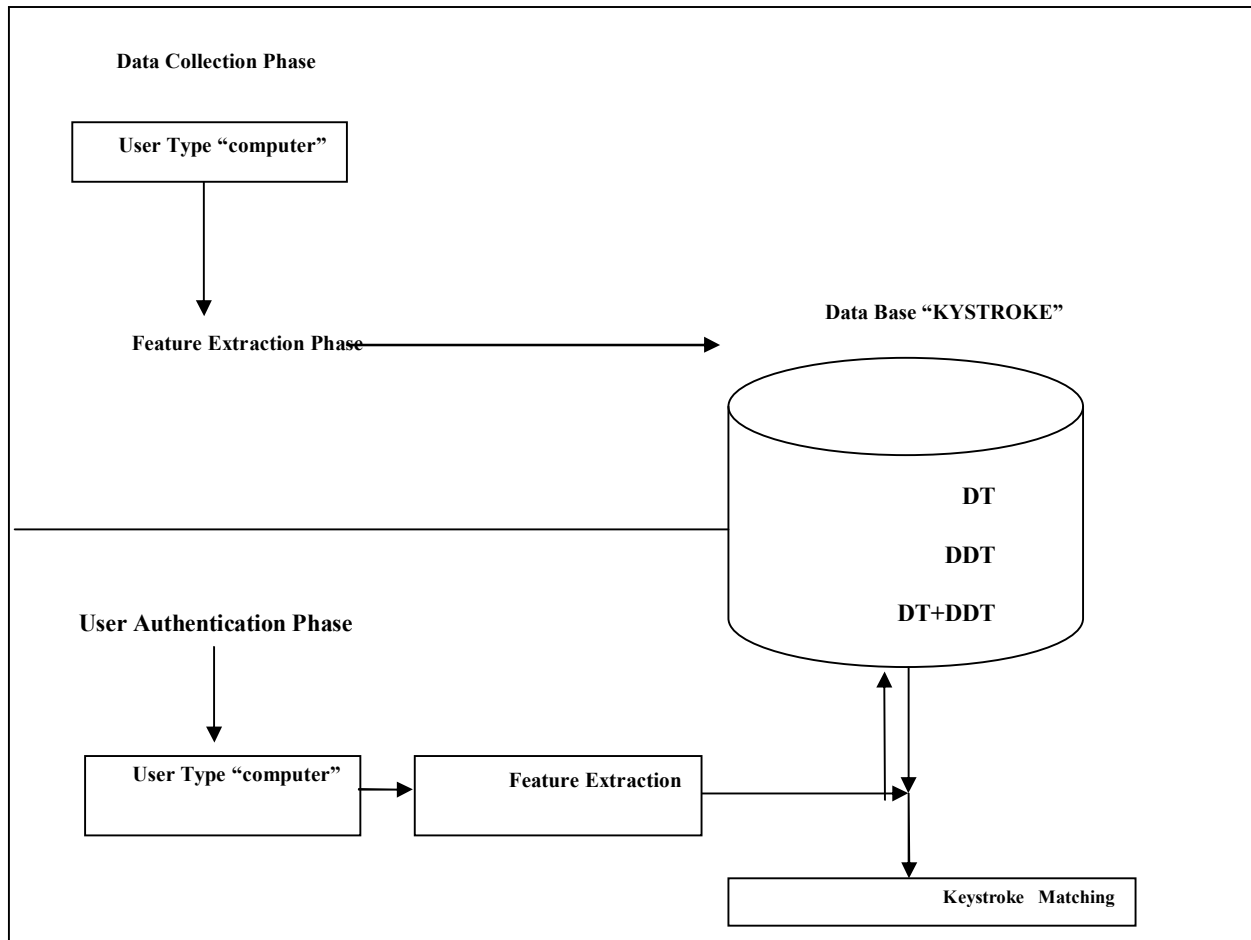 Data Collection Phase
User Type “computer”
Feature Extraction Phase
Data Base “KYSTROKE”
DT
DDT
DT+DDT
User Authentication Phase
User Type “computer”
Feature Extraction
Keystroke Matching